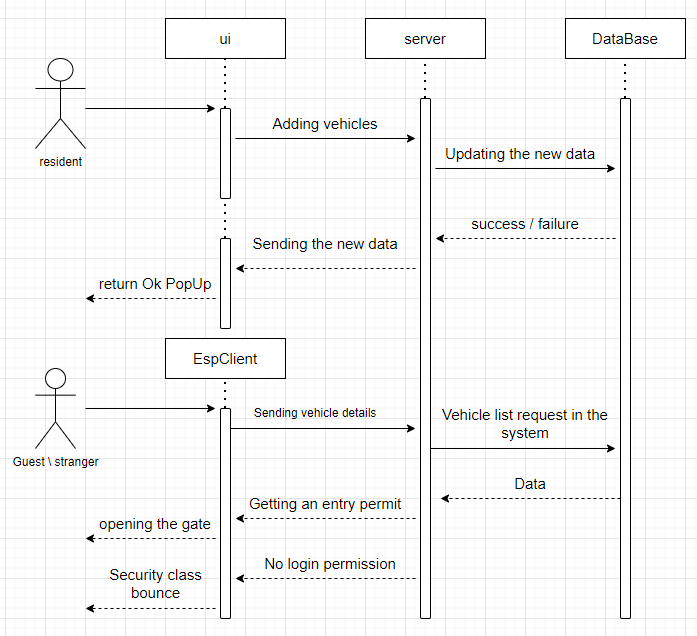 ui
server
DataBase
resident
Adding vehicles
Updating the new data
success / failure
Sending the new data
return Ok PopUp
EspClient
Guest \ stranger
Sending vehicle details
Vehicle list request in the
system
Data
Getting an entry permit
opening the gate
No login permission
Security class
bounce